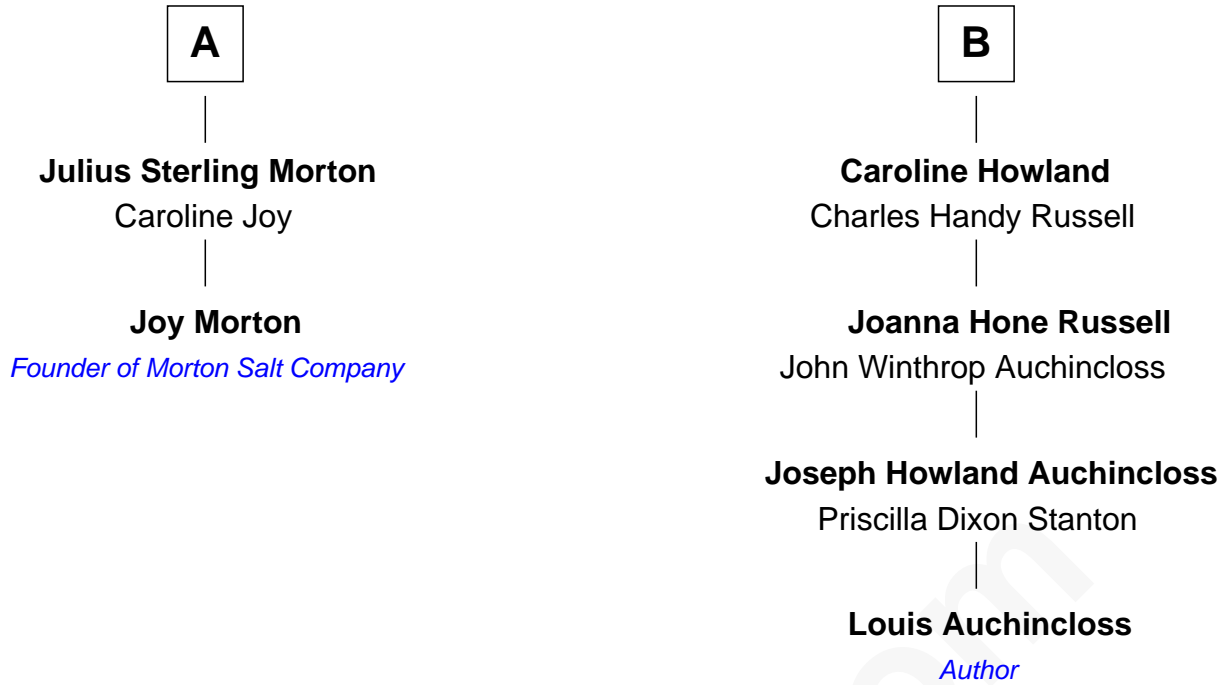 A
Julius Sterling Morton
Caroline Joy
Joy Morton
Founder of Morton Salt Company
B
Caroline Howland
Charles Handy Russell
Joanna Hone Russell
John Winthrop Auchincloss
Joseph Howland Auchincloss
Priscilla Dixon Stanton
Louis Auchincloss
Author